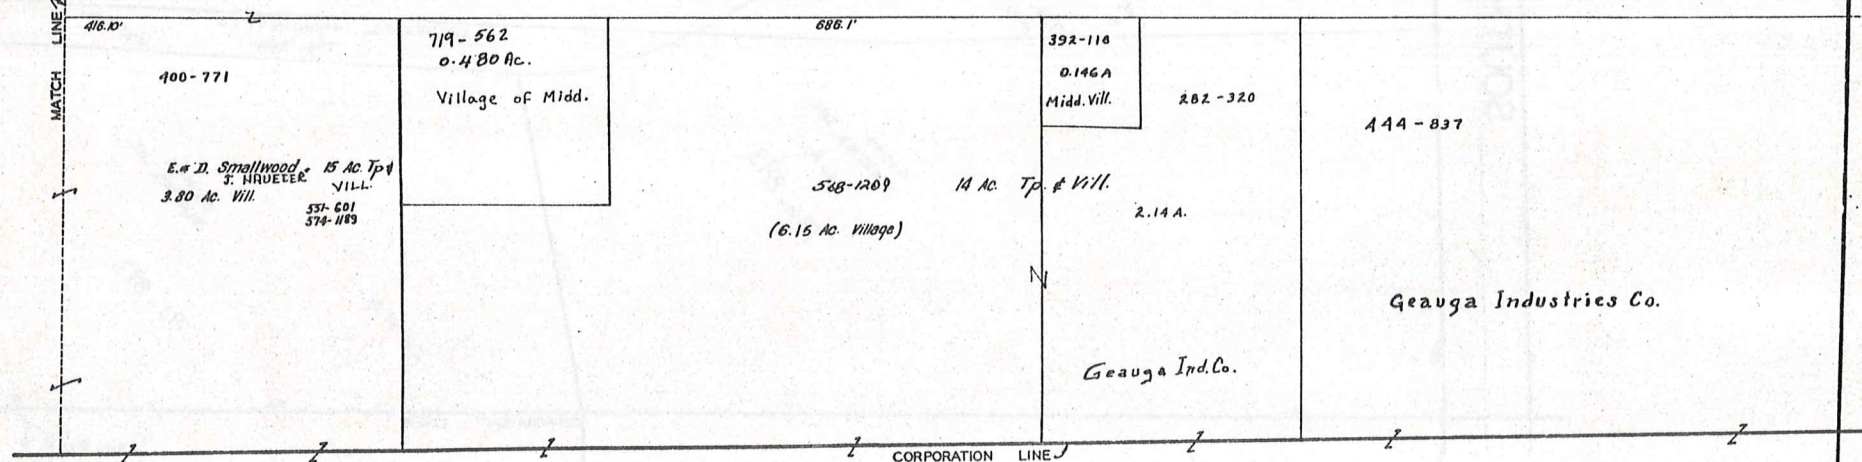 MATCH LINE
416.10'
400-771
E. & D. Smallwood &
J. HAUETER
3.80 Ac. Vill.
15 Ac. Tp &
VILL.
551-601
574-1189
719-562
0.480 Ac.
Village of Midd.
686.1'
568-1209
14 Ac. Tp. & Vill.
(6.15 Ac. Village)
392-118
0.146 A
Midd. Vill.
282-320
2.14 A.
N
Geauga Ind. Co.
444-837
Geauga Industries Co.
CORPORATION LINE